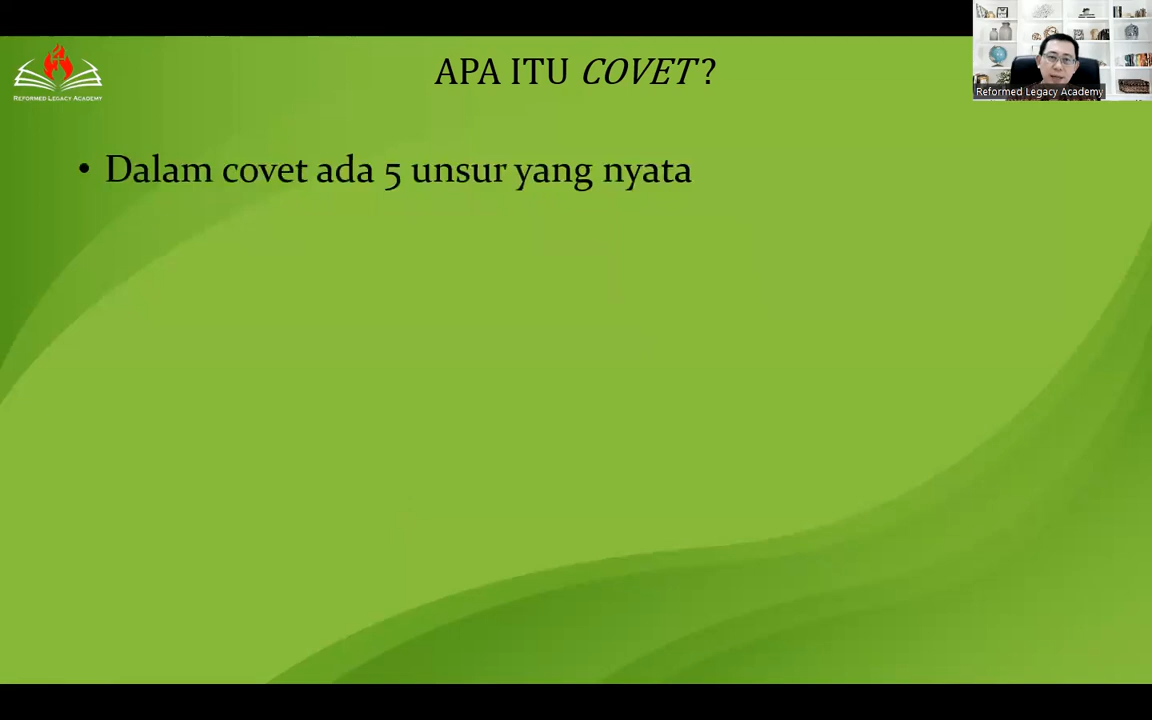 APA ITU COVET?
Reformed Legacy Academy
REFORMED LEGACY ACADEMY
• Dalam covet ada 5 unsur yang nyata